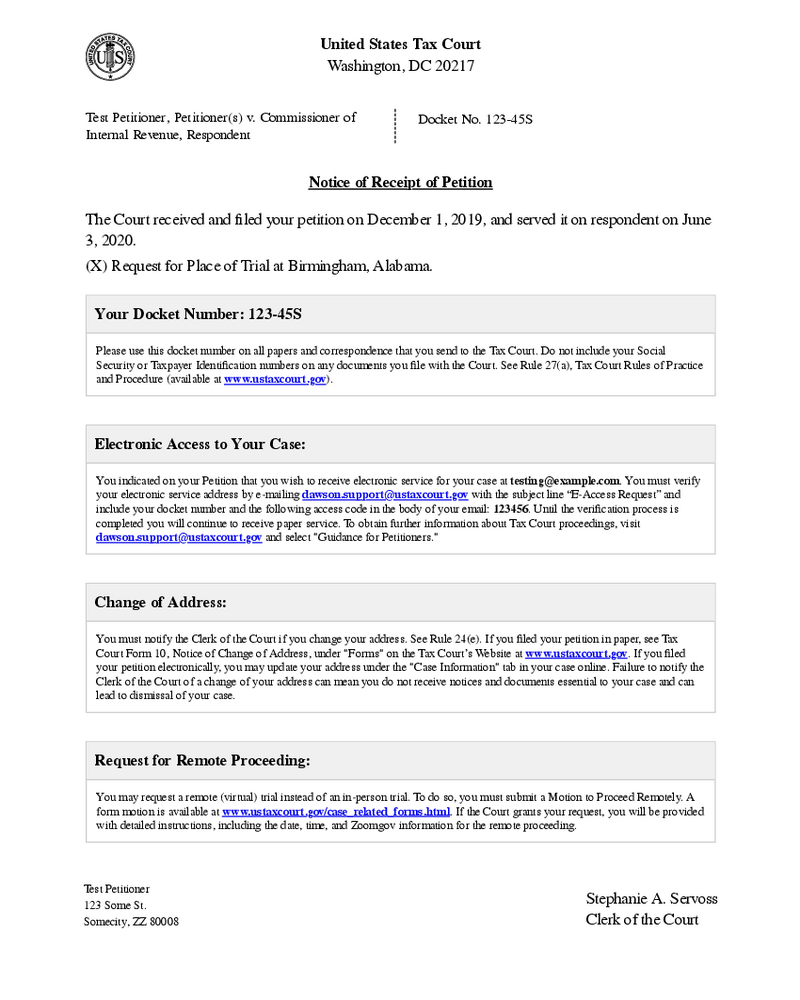 UNITED STATES TAX COURT
US
United States Tax Court
Washington, DC 20217
Test Petitioner, Petitioner(s) v. Commissioner of
Internal Revenue, Respondent
Docket No. 123-45S
Notice of Receipt of Petition
The Court received and filed your petition on December 1, 2019, and served it on respondent on June
3, 2020.
(X) Request for Place of Trial at Birmingham, Alabama.
Your Docket Number: 123-45S
Please use this docket number on all papers and correspondence that you send to the Tax Court. Do not include your Social
Security or Taxpayer Identification numbers on any documents you file with the Court. See Rule 27(a), Tax Court Rules of Practice
and Procedure (available at www.ustaxcourt.gov).
Electronic Access to Your Case:
You indicated on your Petition that you wish to receive electronic service for your case at testing@example.com. You must verify
your electronic service address by e-mailing dawson.support@ustaxcourt.gov with the subject line “E-Access Request” and
include your docket number and the following access code in the body of your email: 123456. Until the verification process is
completed you will continue to receive paper service. To obtain further information about Tax Court proceedings, visit
dawson.support@ustaxcourt.gov and select "Guidance for Petitioners."
Change of Address:
You must notify the Clerk of the Court if you change your address. See Rule 24(e). If you filed your petition in paper, see Tax
Court Form 10, Notice of Change of Address, under "Forms" on the Tax Court’s Website at www.ustaxcourt.gov. If you filed
your petition electronically, you may update your address under the "Case Information" tab in your case online. Failure to notify the
Clerk of the Court of a change of your address can mean you do not receive notices and documents essential to your case and can
lead to dismissal of your case.
Request for Remote Proceeding:
You may request a remote (virtual) trial instead of an in-person trial. To do so, you must submit a Motion to Proceed Remotely. A
form motion is available at www.ustaxcourt.gov/case_related_forms.html. If the Court grants your request, you will be provided
with detailed instructions, including the date, time, and Zoomgov information for the remote proceeding.
Test Petitioner
123 Some St.
Somecity, ZZ 80008
Stephanie A. Servoss
Clerk of the Court